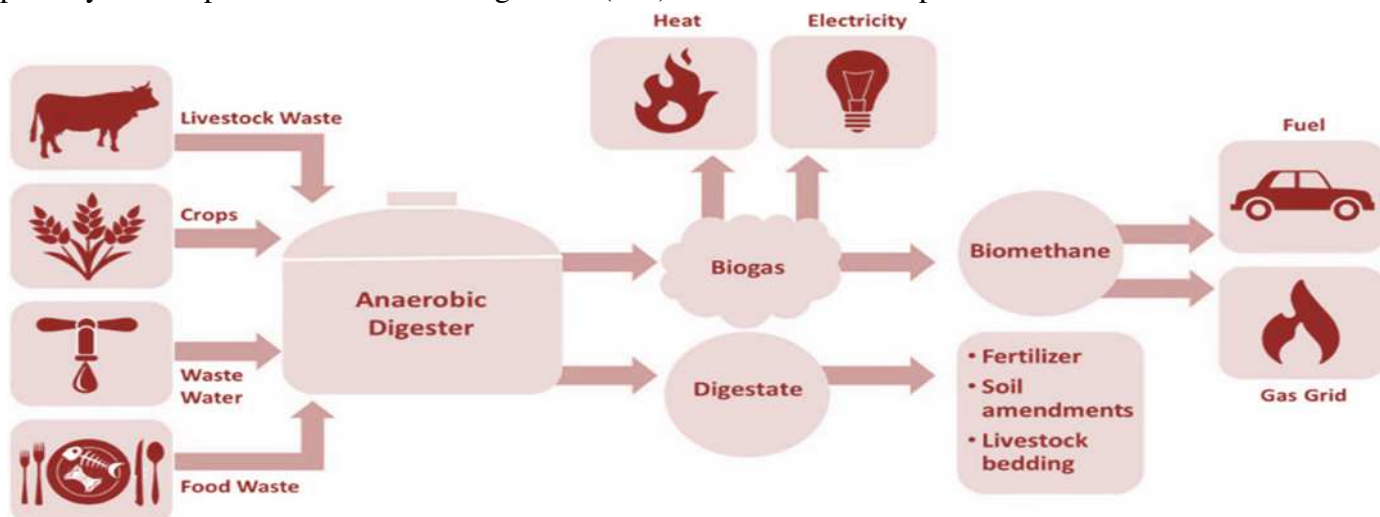 Heat
Electricity
Livestock Waste
Crops
Waste
Water
Food Waste
Anaerobic
Digester
Biogas
Digestate
Biomethane
• Fertilizer
• Soil
amendments
• Livestock
bedding
Fuel
Gas Grid